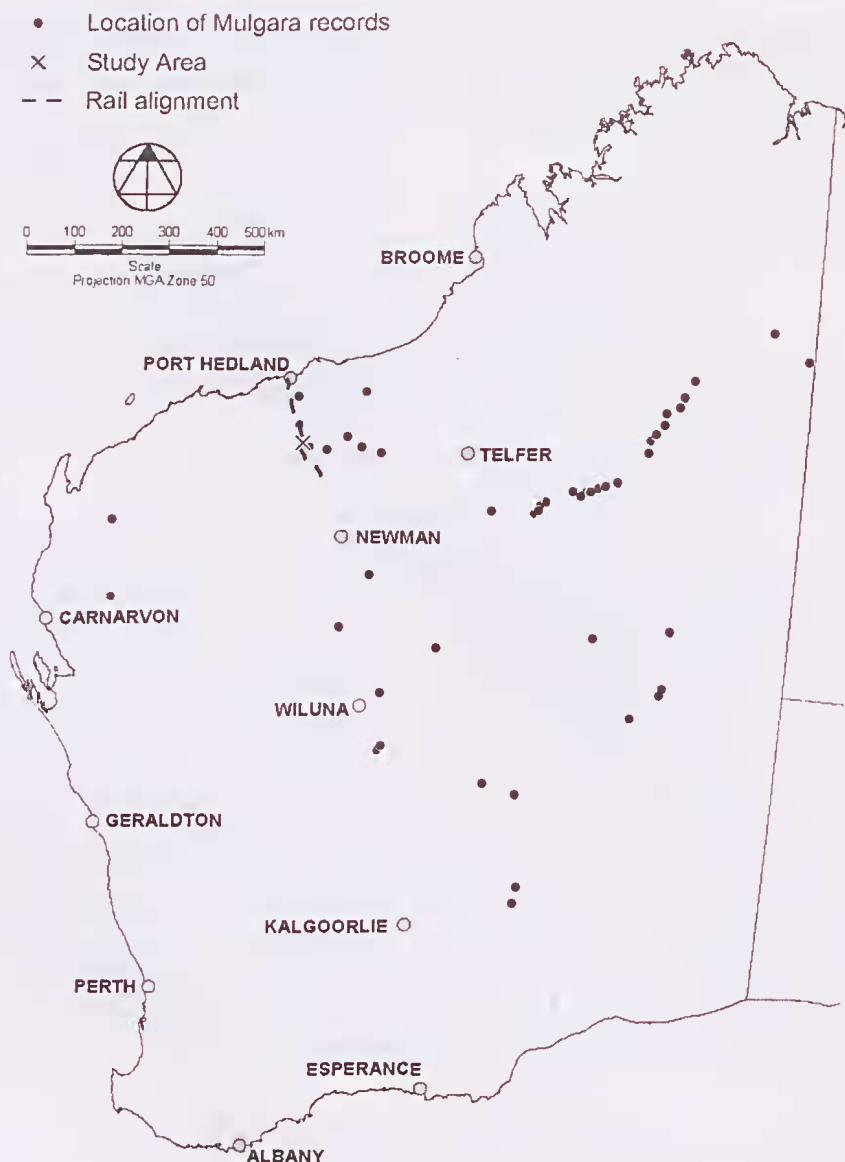 Location of Mulgara records
Study Area
Rail alignment
0 100 200 300 400 500km
Scale
Projection MGA Zone 50
BROOME
PORT HEDLAND
TELFER
NEWMAN
CARNARVON
WILUNA
GERALDTON
KALGOORLIE
PERTH
ESPERANCE
ALBANY